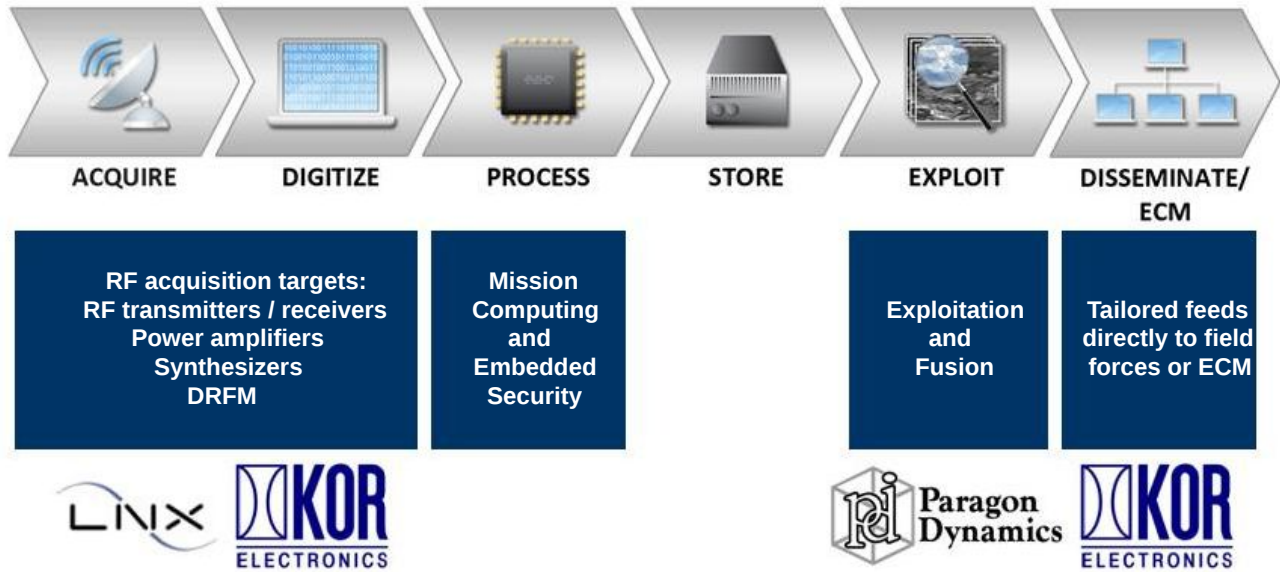 ACQUIRE
DIGITIZE
PROCESS
STORE
EXPLOIT
DISSEMINATE/
ECM
RF acquisition targets:
RF transmitters / receivers
Power amplifiers
Synthesizers
DRFM
Mission
Computing
and
Embedded
Security
Exploitation
and
Fusion
Tailored feeds
directly to field
forces or ECM
LNX
KOR
ELECTRONICS
pdi
Paragon
Dynamics
KOR
ELECTRONICS